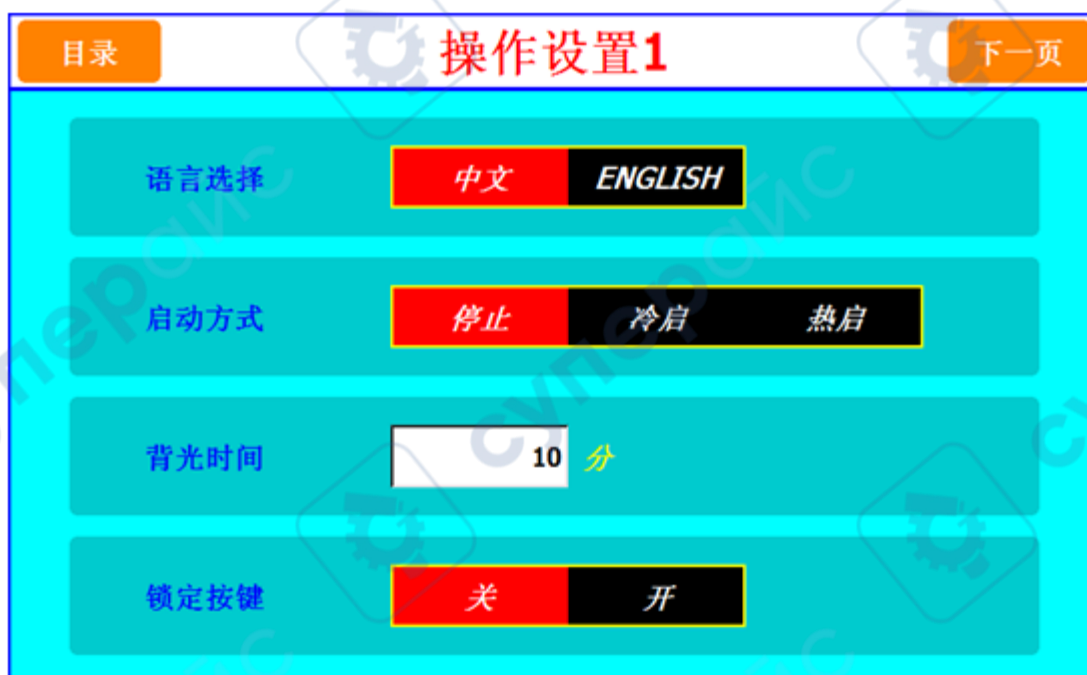 目录 操作设置1 下一页
语言选择 中文 ENGLISH
启动方式 停止 冷启 热启
背光时间 10 分
锁定按键 关 开
суперайс